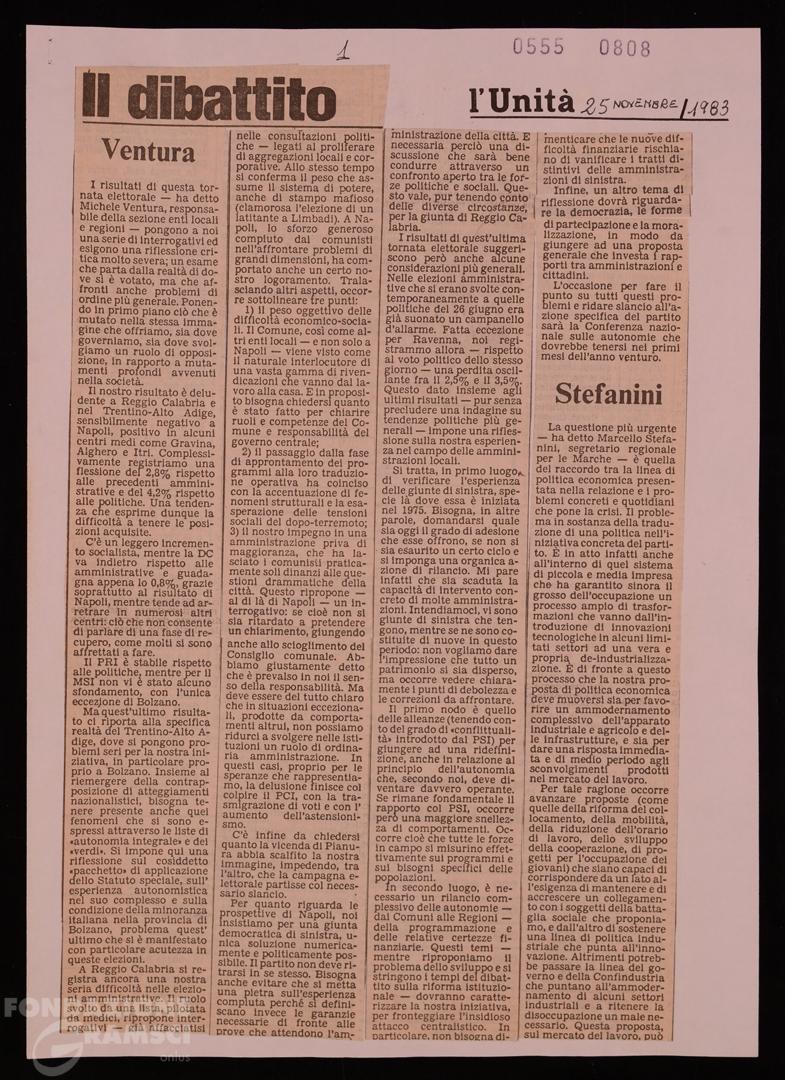 1
0555 0808
Il dibattito
l'Unità 25 NOVEMBRE/1983
Ventura
I risultati di questa tor-
nata elettorale — ha detto
Michele Ventura, responsa-
bile della sezione enti locali
e regioni — pongono a noi
una serie di interrogativi ed
esigono una riflessione cri-
tica molto severa; un esame
che parta dalla realtà di do-
ve si è votato, ma che af-
fronti anche problemi di
ordine più generale. Ponen-
do in primo piano ciò che è
mutato nella stessa imma-
gine che offriamo, sia dove
governiamo, sia dove svol-
giamo un ruolo di opposi-
zione, in rapporto a muta-
menti profondi avvenuti
nella società.
Il nostro risultato è delu-
dente a Reggio Calabria e
nel Trentino-Alto Adige,
sensibilmente negativo a
Napoli, positivo in alcuni
centri medi come Gravina,
Alghero e Itri. Complessi-
vamente registriamo una
flessione del 2,8% rispetto
alle precedenti ammini-
strative e del 4,2% rispetto
alle politiche. Una tenden-
za che esprime dunque la
difficoltà a tenere le posi-
zioni acquisite.
C'è un leggero incremen-
to socialista, mentre la DC
va indietro rispetto alle
amministrative e guada-
gna appena lo 0,8%, grazie
soprattutto al risultato di
Napoli, mentre tende ad ar-
retrare in numerosi altri
centri: ciò che non consente
di parlare di una fase di re-
cupero, come molti si sono
affrettati a fare.
Il PRI è stabile rispetto
alle politiche, mentre per il
MSI non vi è stato alcuno
sfondamento, con l'unica
eccezione di Bolzano.
Ma quest'ultimo risulta-
to ci riporta alla specifica
realtà del Trentino-Alto A-
dige, dove si pongono pro-
blemi seri per la nostra ini-
ziativa, in particolare pro-
prio a Bolzano. Insieme al
riemergere della contrap-
posizione di atteggiamenti
nazionalisti, bisogna te-
nere presente anche quei
fenomeni che si sono e-
spressi attraverso le liste di
«autonomia integrale» e dei
«verdi». Si impone qui una
riflessione sul cosiddetto
«pacchetto» di applicazione
dello Statuto speciale, sull'
esperienza autonomistica
nel suo complesso e sulla
condizione della minoranza
italiana nella provincia di
Bolzano, problema quest'
ultimo che si è manifestato
con particolare acutezza in
queste elezioni.
A Reggio Calabria si re-
gistra ancora una nostra
seria difficoltà nelle elezio-
ni amministrative. Il ruolo
svolto da una lista pilotata
da medici, ripropone inter-
rogativi — già affacciatisi
nelle consultazioni politi-
che — legati al proliferare
di aggregazioni locali e cor-
porative. Allo stesso tempo
si conferma il peso che as-
sume il sistema di potere,
anche di stampo mafioso
(clamorosa l'elezione di un
latitante a Limbadi). A Na-
poli, lo sforzo generoso
compiuto dai comunisti
nell'affrontare problemi di
grandi dimensioni, ha com-
portato anche un certo no-
stro logoramento. Trala-
sciando altri aspetti, occor-
re sottolineare tre punti:
1) il peso oggettivo delle
difficoltà economico-socia-
li. Il Comune, così come al-
tri enti locali — e non solo a
Napoli — viene visto come
il naturale interlocutore di
una vasta gamma di riven-
dicazioni che vanno dal la-
voro alla casa. E in proposi-
to bisogna chiedersi quanto
è stato fatto per chiarire
ruoli e competenze del Co-
mune e responsabilità del
governo centrale;
2) il passaggio dalla fase
di approntamento dei pro-
grammi alla loro traduzio-
ne operativa ha coinciso
con la accentuazione di fe-
nomeni strutturali e la esa-
sperazione delle tensioni
sociali del dopo-terremoto;
3) il nostro impegno in una
amministrazione priva di
maggioranza, che ha la-
sciato i comunisti pratica-
mente soli dinanzi alle que-
stioni drammatiche della
città. Questo ripropone —
al di là di Napoli — un in-
terrogativo: se cioè non si
sia ritardato a pretendere
un chiarimento, giungendo
anche allo scioglimento del
Consiglio comunale. Ab-
biamo giustamente detto
che è prevalso in noi il sen-
so della responsabilità. Ma
deve essere del tutto chiaro
che in situazioni ecceziona-
li, prodotte da comporta-
menti altrui, non possiamo
ridurci a svolgere nelle isti-
tuzioni un ruolo di ordina-
ria amministrazione. In
questi casi, proprio per le
speranze che rappresentia-
mo, la delusione finisce col
colpire il PCI, con la tra-
smigrazione di voti e con l'
aumento dell'astensioni-
smo.
C'è infine da chiedersi
quanto la vicenda di Pianu-
ra abbia scalfito la nostra
immagine, impedendo, tra
l'altro, che la campagna e-
lettorale partisse col neces-
sario slancio.
Per quanto riguarda le
prospettive di Napoli, noi
insistiamo per una giunta
democratica di sinistra, u-
nica soluzione numerica-
mente e politicamente pos-
sibile. Il partito non deve ri-
trarsi in se stesso. Bisogna
anche evitare che si metta
una pietra sull'esperienza
compiuta perché si defini-
scano invece le garanzie
necessarie di fronte alle
prove che attendono l'am-
ministrazione della città. E
necessaria perciò una di-
scussione che sarà bene
condurre attraverso un
confronto aperto tra le for-
ze politiche e sociali. Que-
sto vale, pur tenendo conto
delle diverse circostanze,
per la giunta di Reggio Ca-
labria.
I risultati di quest'ultima
tornata elettorale suggeri-
scono però anche alcune
considerazioni più generali.
Nelle elezioni amministra-
tive che si erano svolte con-
temporaneamente a quelle
politiche del 26 giugno era
già suonato un campanello
d'allarme. Fatta eccezione
per Ravenna, noi regi-
strammo allora — rispetto
al voto politico dello stesso
giorno — una perdita oscil-
lante fra il 2,5% e il 3,5%.
Questo dato insieme agli
ultimi risultati — pur senza
precludere una indagine su
tendenze politiche più ge-
nerali — impone una rifles-
sione sulla nostra esperien-
za nel campo delle ammini-
strazioni locali.
Si tratta, in primo luogo,
di verificare l'esperienza
delle giunte di sinistra, spe-
cie là dove essa è iniziata
nel 1975. Bisogna, in altre
parole, domandarsi quale
sia oggi il grado di adesione
che esse offrono, se non si
sia esaurito un certo ciclo e
si imponga una organica a-
zione di rilancio. Mi pare
infatti che sia scaduta la
capacità di intervento con-
creto di molte amministra-
zioni. Intendiamoci, vi sono
giunte di sinistra che ten-
gono, mentre se ne sono co-
stituite di nuove in questo
periodo: non vogliamo dare
l'impressione che tutto un
patrimonio si sia disperso,
ma occorre vedere chiara-
mente i punti di debolezza e
le correzioni da affrontare.
Il primo nodo è quello
delle alleanze (tenendo con-
to del grado di «conflittuali-
tà» introdotto dal PSI) per
giungere ad una ridefini-
zione, anche in relazione al
principio dell'autonomia
che, secondo noi, deve di-
ventare davvero operante.
Se rimane fondamentale il
rapporto col PSI, occorre
però una maggiore snellez-
za di comportamenti. Oc-
corre cioè che tutte le forze
in campo si misurino effet-
tivamente sui programmi e
sui bisogni specifici delle
popolazioni.
In secondo luogo, è ne-
cessario un rilancio com-
plessivo delle autonomie —
dai Comuni alle Regioni —
della programmazione e
delle relative certezze fi-
nanziarie. Questi temi —
mentre riproponiamo il
problema dello sviluppo e si
stringono i tempi del dibat-
tito sulla riforma istituzio-
nale — dovranno caratte-
rizzare la nostra iniziativa,
per fronteggiare l'insidioso
attacco centralistico. In
particolare, non bisogna di-
menticare che le nuove dif-
ficoltà finanziarie rischia-
no di vanificare i tratti di-
stintivi delle amministra-
zioni di sinistra.
Infine, un altro tema di
riflessione dovrà riguarda-
re la democrazia, le forme
di partecipazione e la mora-
lizzazione, in modo da
giungere ad una proposta
generale che investa i rap-
porti tra amministrazioni e
cittadini.
L'occasione per fare il
punto su tutti questi pro-
blemi e ridare slancio all'a-
zione specifica del partito
sarà la Conferenza nazio-
nale sulle autonomie che
dovrebbe tenersi nei primi
mesi dell'anno venturo.
Stefanini
La questione più urgente
— ha detto Marcello Stefa-
nini, segretario regionale
per le Marche — è quella
del raccordo tra la linea di
politica economica presen-
tata nella relazione e i pro-
blemi concreti e quotidiani
che pone la crisi. Il proble-
ma in sostanza della tradu-
zione di una politica nell'i-
niziativa concreta del parti-
to. È in atto infatti anche
all'interno di quel sistema
di piccola e media impresa
che ha garantito sinora il
grosso dell'occupazione un
processo ampio di trasfor-
mazioni che vanno dall'in-
troduzione di innovazioni
tecnologiche in alcuni limi-
tati settori ad una vera e
propria de-industrializza-
zione. È di fronte a questo
processo che la nostra pro-
posta di politica economica
deve muoversi sia per favo-
rire un ammodernamento
complessivo dell'apparato
industriale e agricolo e del-
le infrastrutture, e sia per
dare una risposta immedia-
ta e di medio periodo agli
sconvolgimenti prodotti
nel mercato del lavoro.
Per tale ragione occorre
avanzare proposte (come
quelle della riforma del col-
locamento, della mobilità,
della riduzione dell'orario
di lavoro, dello sviluppo
della cooperazione, di pro-
getti per l'occupazione dei
giovani) che siano capaci di
corrispondere da un lato al-
l'esigenza di mantenere e di
accrescere un collegamen-
to con i soggetti della batta-
glia sociale che proponia-
mo, e dall'altro di sostenere
una linea di politica indu-
striale che punta all'inno-
vazione. Altrimenti potreb-
be passare la linea del go-
verno e della Confindustria
che puntano all'ammoder-
namento di alcuni settori
industriali e a ritenere la
disoccupazione un male ne-
cessario. Questa proposta,
sul mercato del lavoro, può
FONDAZIONE
GRAMSCI
onlus